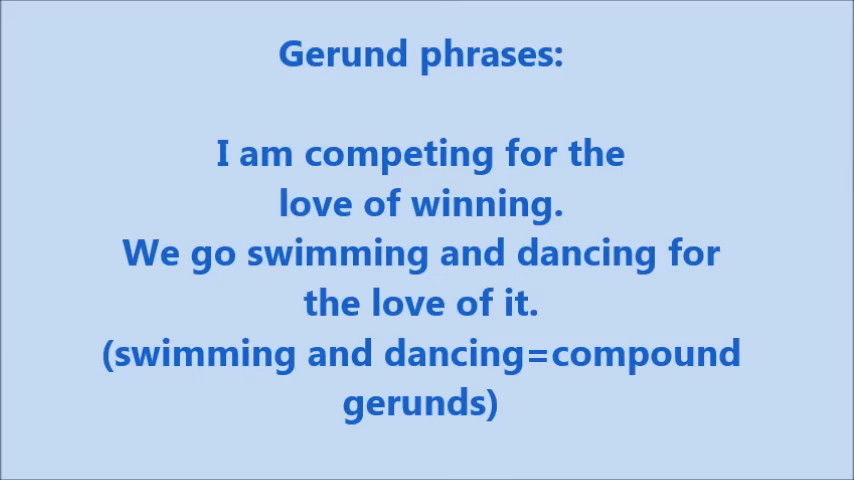 Gerund phrases:
I am competing for the
love of winning.
We go swimming and dancing for
the love of it.
(swimming and dancing=compound
gerunds)